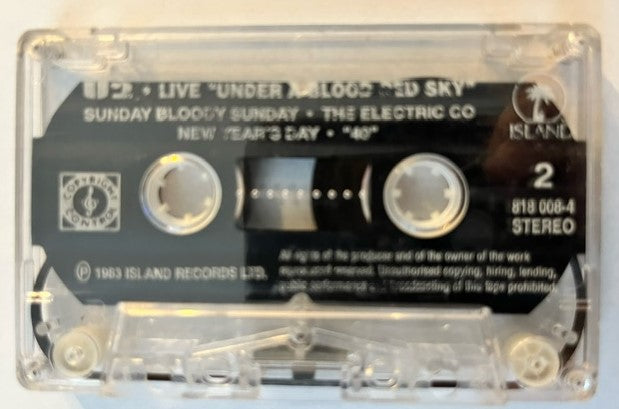 U2 • LIVE "UNDER A BLOOD RED SKY"
SUNDAY BLOODY SUNDAY • THE ELECTRIC CO
NEW YEAR'S DAY • "40"
ISLAND
COPYRIGHT
CONTROL
2
818 008-4
STEREO
All rights of the producer and of the owner of the work
reproduced reserved. Unauthorised copying, hiring, lending,
public performance and broadcasting of this tape prohibited.
℗ 1983 ISLAND RECORDS LTD.